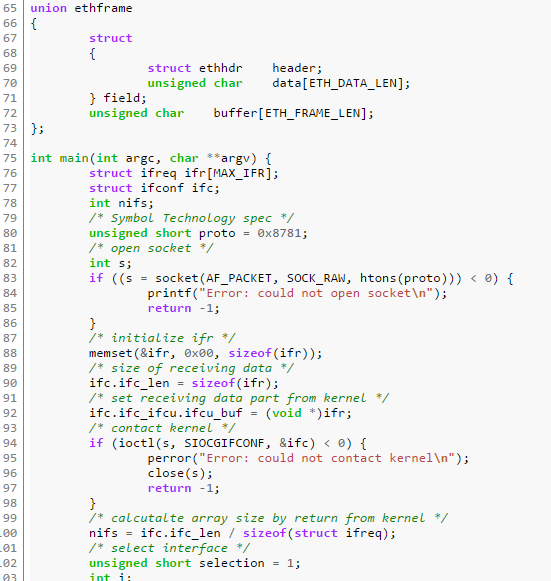 65 union ethframe
66 {
67 struct
68 {
69 struct ethhdr header;
70 unsigned char data[ETH_DATA_LEN];
71 } field;
72 unsigned char buffer[ETH_FRAME_LEN];
73 };
74
75 int main(int argc, char **argv) {
76 struct ifreq ifr[MAX_IFR];
77 struct ifconf ifc;
78 int nifs;
79 /* Symbol Technology spec */
80 unsigned short proto = 0x8781;
81 /* open socket */
82 int s;
83 if ((s = socket(AF_PACKET, SOCK_RAW, htons(proto))) < 0) {
84 printf("Error: could not open socket\n");
85 return -1;
86 }
87 /* initialize ifr */
88 memset(&ifr, 0x00, sizeof(ifr));
89 /* size of receiving data */
90 ifc.ifc_len = sizeof(ifr);
91 /* set receiving data part from kernel */
92 ifc.ifc_ifcu.ifcu_buf = (void *)ifr;
93 /* contact kernel */
94 if (ioctl(s, SIOCGIFCONF, &ifc) < 0) {
95 perror("Error: could not contact kernel\n");
96 close(s);
97 return -1;
98 }
99 /* calcutalte array size by return from kernel */
100 nifs = ifc.ifc_len / sizeof(struct ifreq);
101 /* select interface */
102 unsigned short selection = 1;
103 int i;